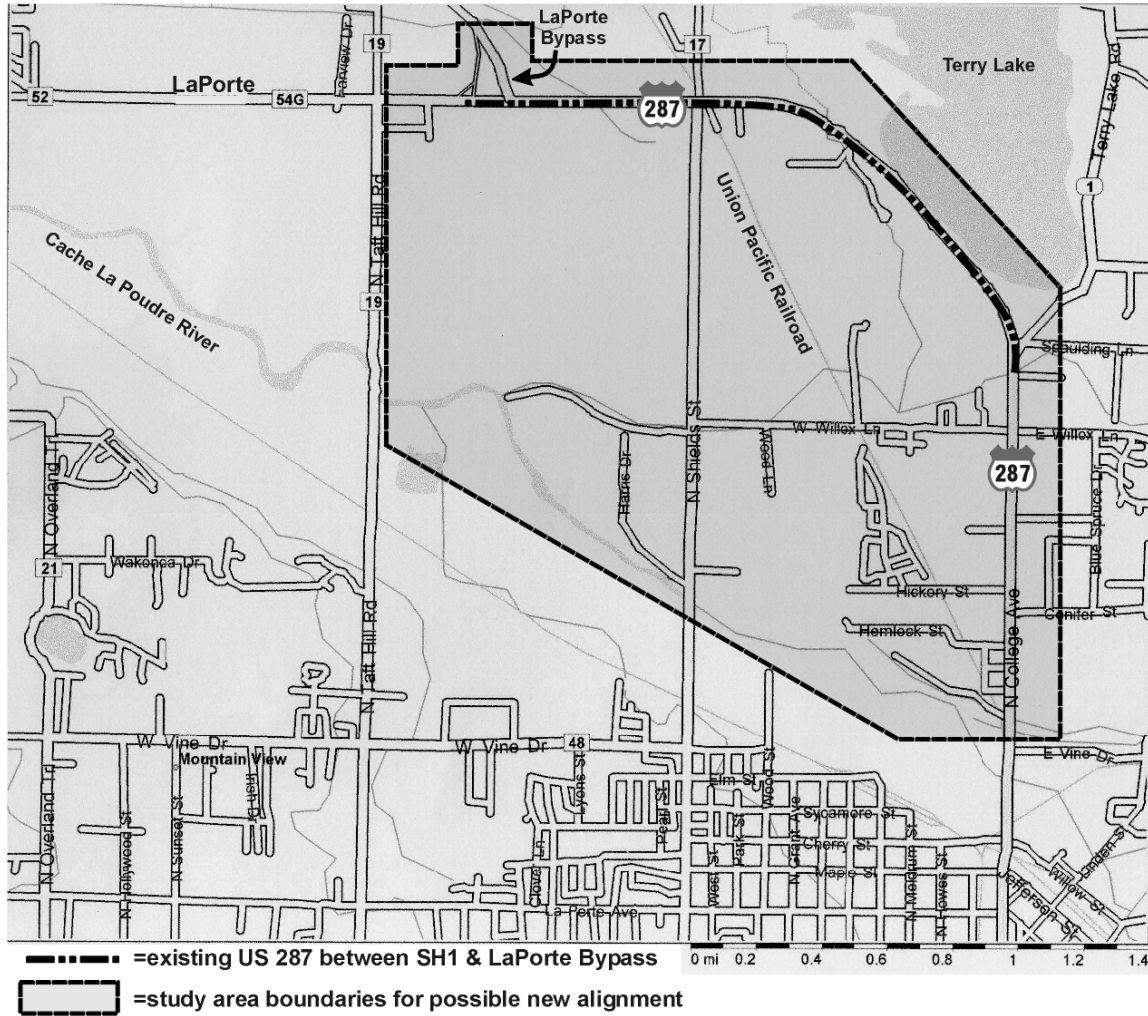 LaPorte
Bypass
19
17
Fairview Dr
LaPorte
Terry Lake
Terry Lake Rd
52
54G
287
1
N Taft Hill Rd
Union Pacific Railroad
Cache La Poudre River
19
Spaulding Ln
N Shields St
W Willox Ln
E Willox Ln
Wood Ln
Harris Dr
287
N Overland Tr
Blue Spruce Dr
21
Wakonda Dr
Hickory St
Conifer St
Hemlock St
N College Ave
N Taft Hill Rd
W Vine Dr
W Vine Dr
48
E Vine Dr
Mountain View
Irish Dr
Lyons St
Elm St
Wood St
N Overland Tr
N Hollywood St
N Sunset St
Pearl St
Park St
N Grant Ave
Sycamore St
Cherry St
Maple St
Clover Ln
West St
N Meldrum St
N Howes St
La Porte Ave
Jefferson St
Willow St
Linden St
0 mi 0.2 0.4 0.6 0.8 1 1.2 1.4
=existing US 287 between SH1 & LaPorte Bypass
=study area boundaries for possible new alignment